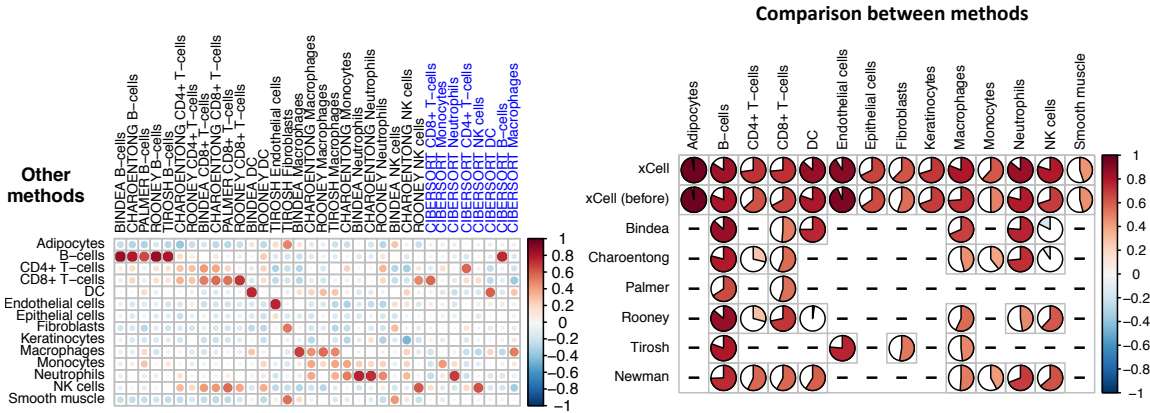 Comparison between methods
Other
methods
BINDEA B−cells
CHAROENTONG B−cells
PALMER B−cells
ROONEY B−cells
TIROSH B−cells
CHAROENTONG CD4+ T−cells
ROONEY CD4+ T−cells
BINDEA CD8+ T−cells
CHAROENTONG CD8+ T−cells
PALMER CD8+ T−cells
ROONEY CD8+ T−cells
BINDEA DC
ROONEY DC
TIROSH Endothelial cells
TIROSH Fibroblasts
BINDEA Macrophages
CHAROENTONG Macrophages
ROONEY Macrophages
TIROSH Macrophages
CHAROENTONG Monocytes
BINDEA Neutrophils
CHAROENTONG Neutrophils
ROONEY Neutrophils
BINDEA NK cells
CHAROENTONG NK cells
ROONEY NK cells
CIBERSORT CD8+ T−cells
CIBERSORT Monocytes
CIBERSORT Neutrophils
CIBERSORT CD4+ T−cells
CIBERSORT NK cells
CIBERSORT DC
CIBERSORT B−cells
CIBERSORT Macrophages
Adipocytes
B−cells
CD4+ T−cells
CD8+ T−cells
DC
Endothelial cells
Epithelial cells
Fibroblasts
Keratinocytes
Macrophages
Monocytes
Neutrophils
NK cells
Smooth muscle
1
0.8
0.6
0.4
0.2
0
−0.2
−0.4
−0.6
−0.8
−1
Adipocytes
B−cells
CD4+ T−cells
CD8+ T−cells
DC
Endothelial cells
Epithelial cells
Fibroblasts
Keratinocytes
Macrophages
Monocytes
Neutrophils
NK cells
Smooth muscle
xCell
xCell (before)
Bindea
Charoentong
Palmer
Rooney
Tirosh
Newman
1
0.8
0.6
0.4
0.2
0
−0.2
−0.4
−0.6
−0.8
−1